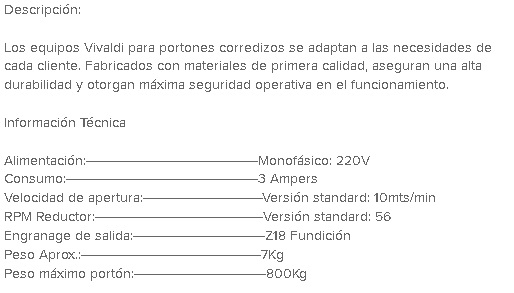 Descripción:
Los equipos Vivaldi para portones corredizos se adaptan a las necesidades de
cada cliente. Fabricados con materiales de primera calidad, aseguran una alta
durabilidad y otorgan máxima seguridad operativa en el funcionamiento.
Información Técnica
Alimentación:————————————Monofásico: 220V
Consumo:—————————————3 Ampers
Velocidad de apertura:————————Versión standard: 10mts/min
RPM Reductor:———————————Versión standard: 56
Engranage de salida:—————————Z18 Fundición
Peso Aprox.:————————————7Kg
Peso máximo portón:—————————800Kg